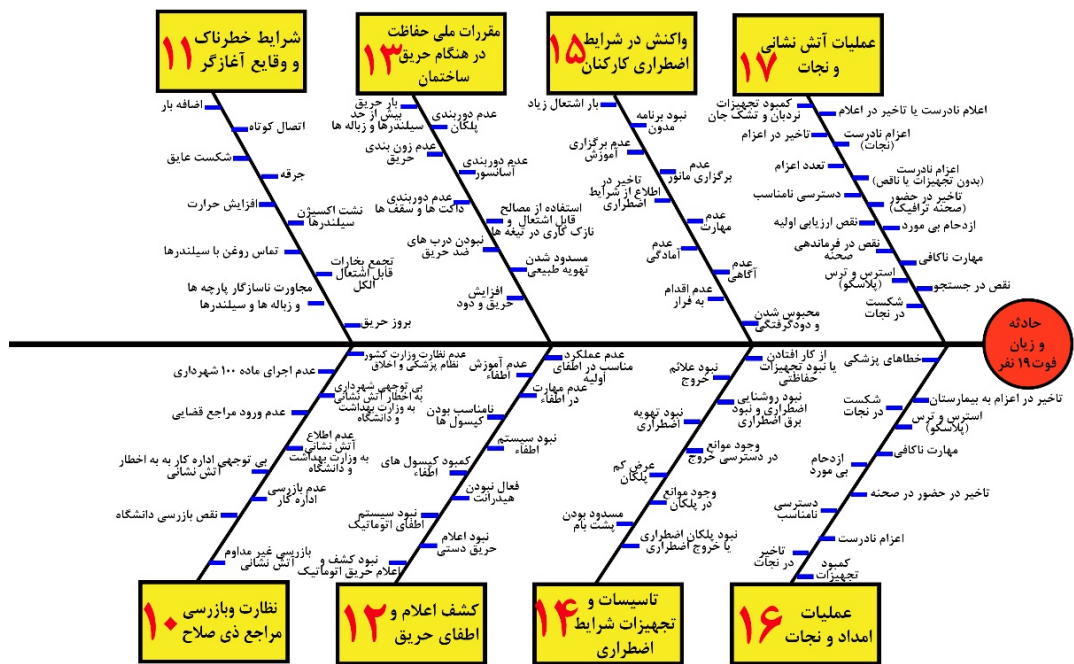 شرایط خطرناک
و وقایع آغازگر
۱۱
اضافه بار
اتصال کوتاه
شکست عایق
جرقه
افزایش حرارت
نشت اکسیژن
سیلندرها
تماس روغن با سیلندرها
تجمع بخارات
قابل اشتعال
الکل
مجاورت ناسازگار پارچه ها
و زباله ها و سیلندرها
بروز حریق
مقررات ملی حفاظت
در هنگام حریق
ساختمان
۱۳
بار حریق
بیش از حد
سیلندرها و زباله ها
عدم دوربندی
پلکان
عدم زون بندی
حریق
عدم دوربندی
آسانسور
عدم دوربندی
داکت ها و سقف ها
استفاده از مصالح
قابل اشتعال و
نازک کاری در تیغه ها
نبودن درب های
ضد حریق
مسدود شدن
تهویه طبیعی
افزایش
حریق و دود
واکنش در شرایط
اضطراری کارکنان
۱۵
بار اشتعال زیاد
نبود برنامه
مدون
عدم برگزاری
آموزش
عدم
برگزاری مانور
تاخیر در
اطلاع از شرایط
اضطراری
عدم
مهارت
عدم
آمادگی
عدم
آگاهی
عدم اقدام
به فرار
محبوس شدن
و دودگرفتگی
عملیات آتش نشانی
و نجات
۱۷
کمبود تجهیزات
نردبان و تشک جان
اعلام نادرست یا تاخیر در اعلام
تاخیر در اعزام
اعزام نادرست
(نجات)
تعدد اعزام
اعزام نادرست
(بدون تجهیزات یا ناقص)
دسترسی نامناسب
تاخیر در حضور
(صحنه ترافیک)
نقص ارزیابی اولیه
ازدحام بی مورد
نقص در فرماندهی
صحنه
مهارت ناکافی
استرس و ترس
(پلاسکو)
نقص در جستجو
شکست
در نجات
حادثه
و زیان
فوت۱۹ نفر
عدم نظارت وزارت کشور
نظام پزشکی و اخلاق
عدم اجرای ماده ۱۰۰ شهرداری
بی توجهی شهرداری
به اخطار آتش نشانی
به وزارت بهداشت
و دانشگاه
عدم ورود مراجع قضایی
عدم اطلاع
آتش نشانی
به وزارت بهداشت
و دانشگاه
بی توجهی اداره کار به به اخطار
آتش نشانی
عدم بازرسی
اداره کار
نقص بازرسی دانشگاه
بازرسی غیر مداوم
آتش نشانی
نظارت وبازرسی
مراجع ذی صلاح
۱۰
عدم عملکرد
مناسب در اطفای
اولیه
عدم آموزش
اطفاء
عدم مهارت
در اطفاء
نامناسب بودن
کپسول ها
نبود سیستم
اطفاء
کمبود کپسول های
اطفاء
فعال نبودن
هیدرانت
نبود سیستم
اطفای اتوماتیک
نبود اعلام
حریق دستی
نبود کشف و
اعلام حریق اتوماتیک
کشف اعلام و
اطفای حریق
۱۲
از کار افتادن
یا نبود تجهیزات
حفاظتی
نبود علائم
خروج
نبود روشنایی
اضطراری و نبود
برق اضطراری
نبود تهویه
اضطراری
وجود موانع
در دسترسی خروج
عرض کم
پلکان
وجود موانع
در پلکان
مسدود بودن
پشت بام
نبود پلکان اضطراری
یا خروج اضطراری
تاسیسات و
تجهیزات شرایط
اضطراری
۱۴
خطاهای پزشکی
تاخیر در اعزام به بیمارستان
شکست
در نجات
استرس و ترس
(پلاسکو)
مهارت ناکافی
ازدحام
بی مورد
تاخیر در حضور در صحنه
دسترسی
نامناسب
اعزام نادرست
تاخیر
در نجات
کمبود
تجهیزات
عملیات
امداد و نجات
۱۶